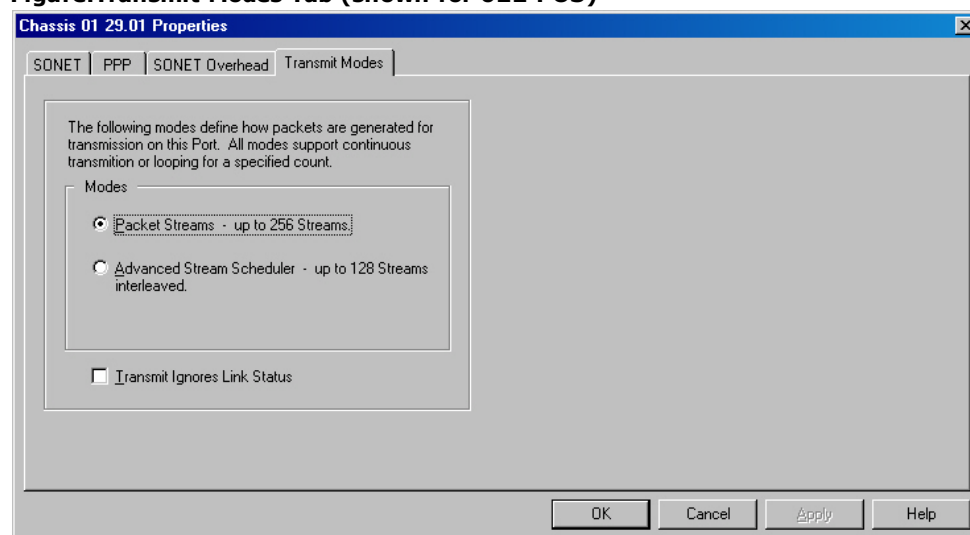 Figure:Transmit Modes Tab (Shown for 622 POS)
Chassis 01 29.01 Properties
SONET PPP SONET Overhead Transmit Modes
The following modes define how packets are generated for
transmission on this Port. All modes support continuous
transmition or looping for a specified count.
Modes
Packet Streams - up to 256 Streams.
Advanced Stream Scheduler - up to 128 Streams
interleaved.
Transmit Ignores Link Status
OK Cancel Apply Help